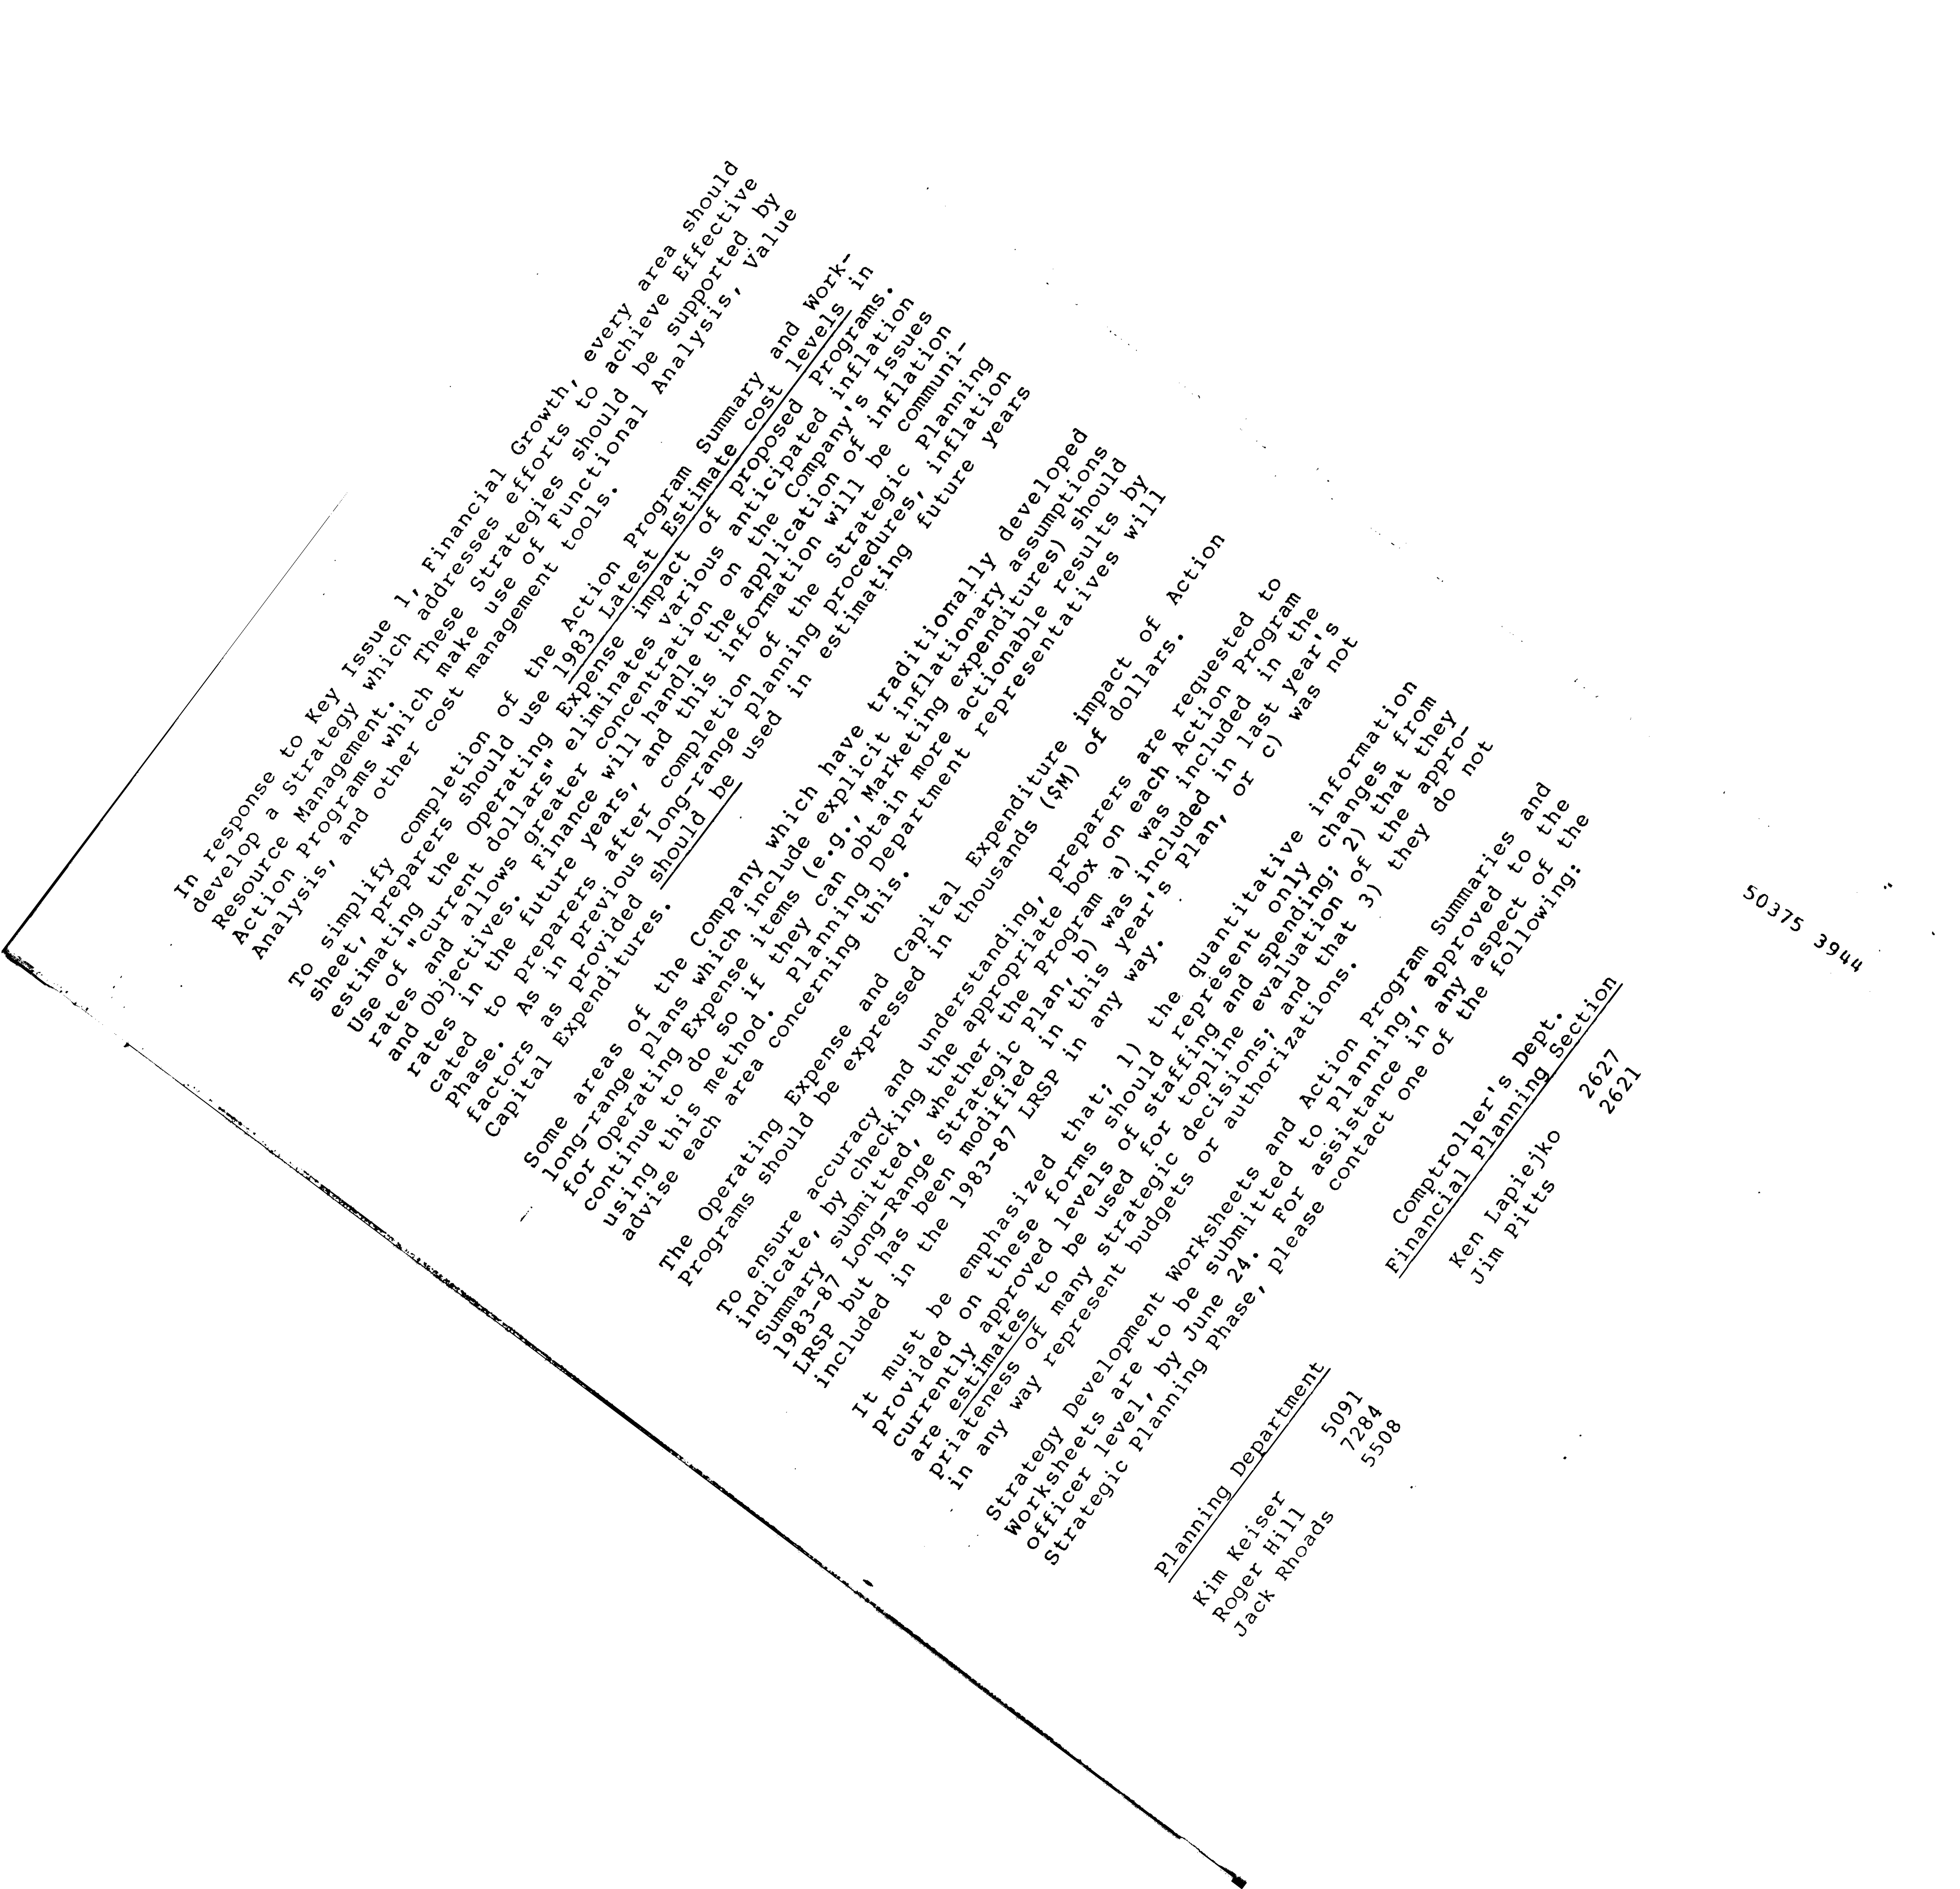 In response to Key Issue 1, Financial Growth, every area should
develop a Strategy which addresses efforts to achieve Effective
Resource Management. These Strategies should be supported by
Action Programs which make use of Functional Analysis, Value
Analysis, and other cost management tools.
To simplify completion of the Action Program Summary and Work-
sheet, preparers should use 1983 Latest Estimate cost levels in
estimating the Operating Expense impact of proposed Programs.
Use of "current dollars" eliminates various anticipated inflation
rates and allows greater concentration on the Company's Issues
and Objectives. Finance will handle the application of inflation
rates in the future years, and this information will be communi-
cated to preparers after completion of the Strategic Planning
Phase. As in previous long-range planning procedures, inflation
factors as provided should be used in estimating future years
Capital Expenditures.
Some areas of the Company which have traditionally developed
long-range plans which include explicit inflationary assumptions
for Operating Expense items (e.g., Marketing expenditures) should
continue to do so if they can obtain more actionable results by
using this method. Planning Department representatives will
advise each area concerning this.
The Operating Expense and Capital Expenditure impact of Action
Programs should be expressed in thousands ($M) of dollars.
To ensure accuracy and understanding, preparers are requested to
indicate, by checking the appropriate box on each Action Program
Summary submitted, whether the Program a) was included in the
1983-87 Long-Range Strategic Plan, b) was included in last year's
LRSP but has been modified in this year's Plan, or c) was not
included in the 1983-87 LRSP in any way.
It must be emphasized that; 1) the quantitative information
provided on these forms should represent only changes from
currently approved levels of staffing and spending; 2) that they
are estimates to be used for topline evaluation of the appro-
priateness of many strategic decisions; and that 3) they do not
in any way represent budgets or authorizations.
Strategy Development Worksheets and Action Program Summaries and
Worksheets are to be submitted to Planning, approved to the
officer level, by June 24. For assistance in any aspect of the
Strategic Planning Phase, please contact one of the following:
Controller's Dept.
Planning Department Financial Planning Section
Kim Keiser 5091 Ken Lapiejko 2627
Roger Hill 7284 Jim Pitts 2621
Jack Rhoads 5508
50375 3944